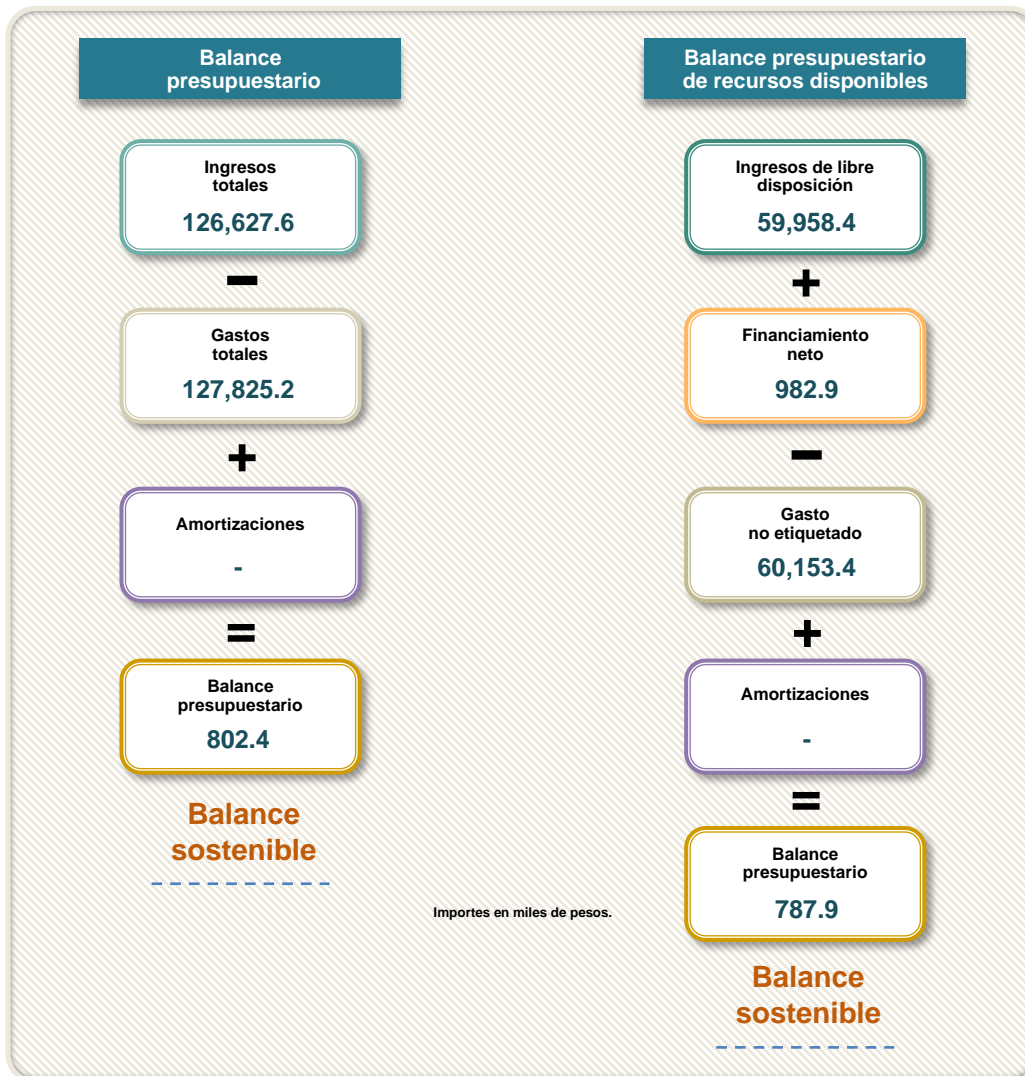 Balance
presupuestario
Ingresos
totales
126,627.6
−
Gastos
totales
127,825.2
+
Amortizaciones
-
=
Balance
presupuestario
802.4
Balance
sostenible
Balance presupuestario
de recursos disponibles
Ingresos de libre
disposición
59,958.4
+
Financiamiento
neto
982.9
−
Gasto
no etiquetado
60,153.4
+
Amortizaciones
-
=
Balance
presupuestario
787.9
Balance
sostenible
Importes en miles de pesos.